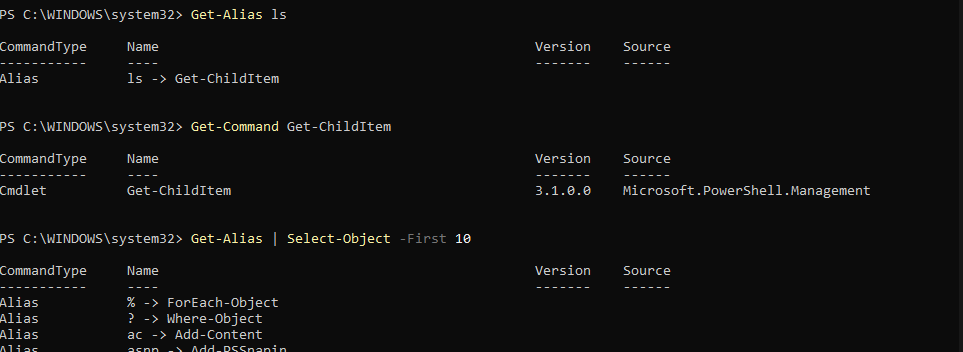 PS C:\WINDOWS\system32> Get-Alias ls
CommandType     Name                                               Version    Source
-----------     ----                                               -------    ------
Alias           ls -> Get-ChildItem
PS C:\WINDOWS\system32> Get-Command Get-ChildItem
CommandType     Name                                               Version    Source
-----------     ----                                               -------    ------
Cmdlet          Get-ChildItem                                      3.1.0.0    Microsoft.PowerShell.Management
PS C:\WINDOWS\system32> Get-Alias | Select-Object -First 10
CommandType     Name                                               Version    Source
-----------     ----                                               -------    ------
Alias           % -> ForEach-Object
Alias           ? -> Where-Object
Alias           ac -> Add-Content
Alias           asnp -> Add-PSSnapin